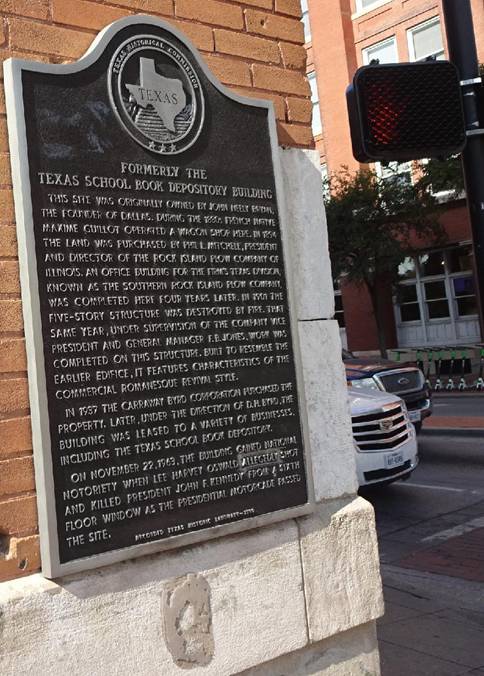 TEXAS HISTORICAL COMMISSION
TEXAS
FORMERLY THE
TEXAS SCHOOL BOOK DEPOSITORY BUILDING
THIS SITE WAS ORIGINALLY OWNED BY JOHN NEELY BRYAN,
THE FOUNDER OF DALLAS. DURING THE 1880s FRENCH NATIVE
MAXIME GUILLOT OPERATED A WAGON SHOP HERE. IN 1894
THE LAND WAS PURCHASED BY PHIL L. MITCHELL, PRESIDENT
AND DIRECTOR OF THE ROCK ISLAND PLOW COMPANY OF
ILLINOIS. AN OFFICE BUILDING FOR THE FIRM'S TEXAS DIVISION,
KNOWN AS THE SOUTHERN ROCK ISLAND PLOW COMPANY,
WAS COMPLETED HERE FOUR YEARS LATER. IN 1901 THE
FIVE-STORY STRUCTURE WAS DESTROYED BY FIRE. THAT
SAME YEAR, UNDER SUPERVISION OF THE COMPANY VICE
PRESIDENT AND GENERAL MANAGER F.B. JONES, WORK WAS
COMPLETED ON THIS STRUCTURE. BUILT TO RESEMBLE THE
EARLIER EDIFICE, IT FEATURES CHARACTERISTICS OF THE
COMMERCIAL ROMANESQUE REVIVAL STYLE.
IN 1937 THE CARRAWAY BYRD CORPORATION PURCHASED THE
PROPERTY. LATER, UNDER THE DIRECTION OF D.H. BYRD, THE
BUILDING WAS LEASED TO A VARIETY OF BUSINESSES,
INCLUDING THE TEXAS SCHOOL BOOK DEPOSITORY.
ON NOVEMBER 22, 1963, THE BUILDING GAINED NATIONAL
NOTORIETY WHEN LEE HARVEY OSWALD ALLEGEDLY SHOT
AND KILLED PRESIDENT JOHN F. KENNEDY FROM A SIXTH
FLOOR WINDOW AS THE PRESIDENTIAL MOTORCADE PASSED
THE SITE.
RECORDED TEXAS HISTORIC LANDMARK-1980